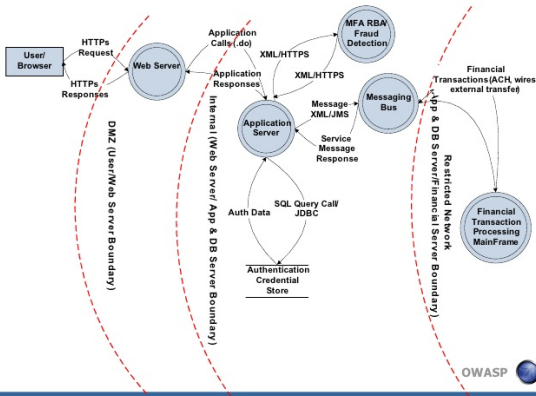 User/
Browser
HTTPs
Request
HTTPs
Responses
Web Server
Application
Calls (.do)
Application
Responses
XML/HTTPS
XML/HTTPS
MFA RBA/
Fraud
Detection
Application
Server
Message
XML/JMS
Service
Message
Response
Messaging
Bus
Financial
Transactions (ACH, wires
external transfer)
Financial
Transaction
Processing
MainFrame
Auth Data
SQL Query Call/
JDBC
Authentication
Credential
Store
DMZ (User/Web Server Boundary)
Internal (Web Server/ App & DB Server Boundary)
Restricted Network
(App & DB Server/Financial Server Boundary)
OWASP